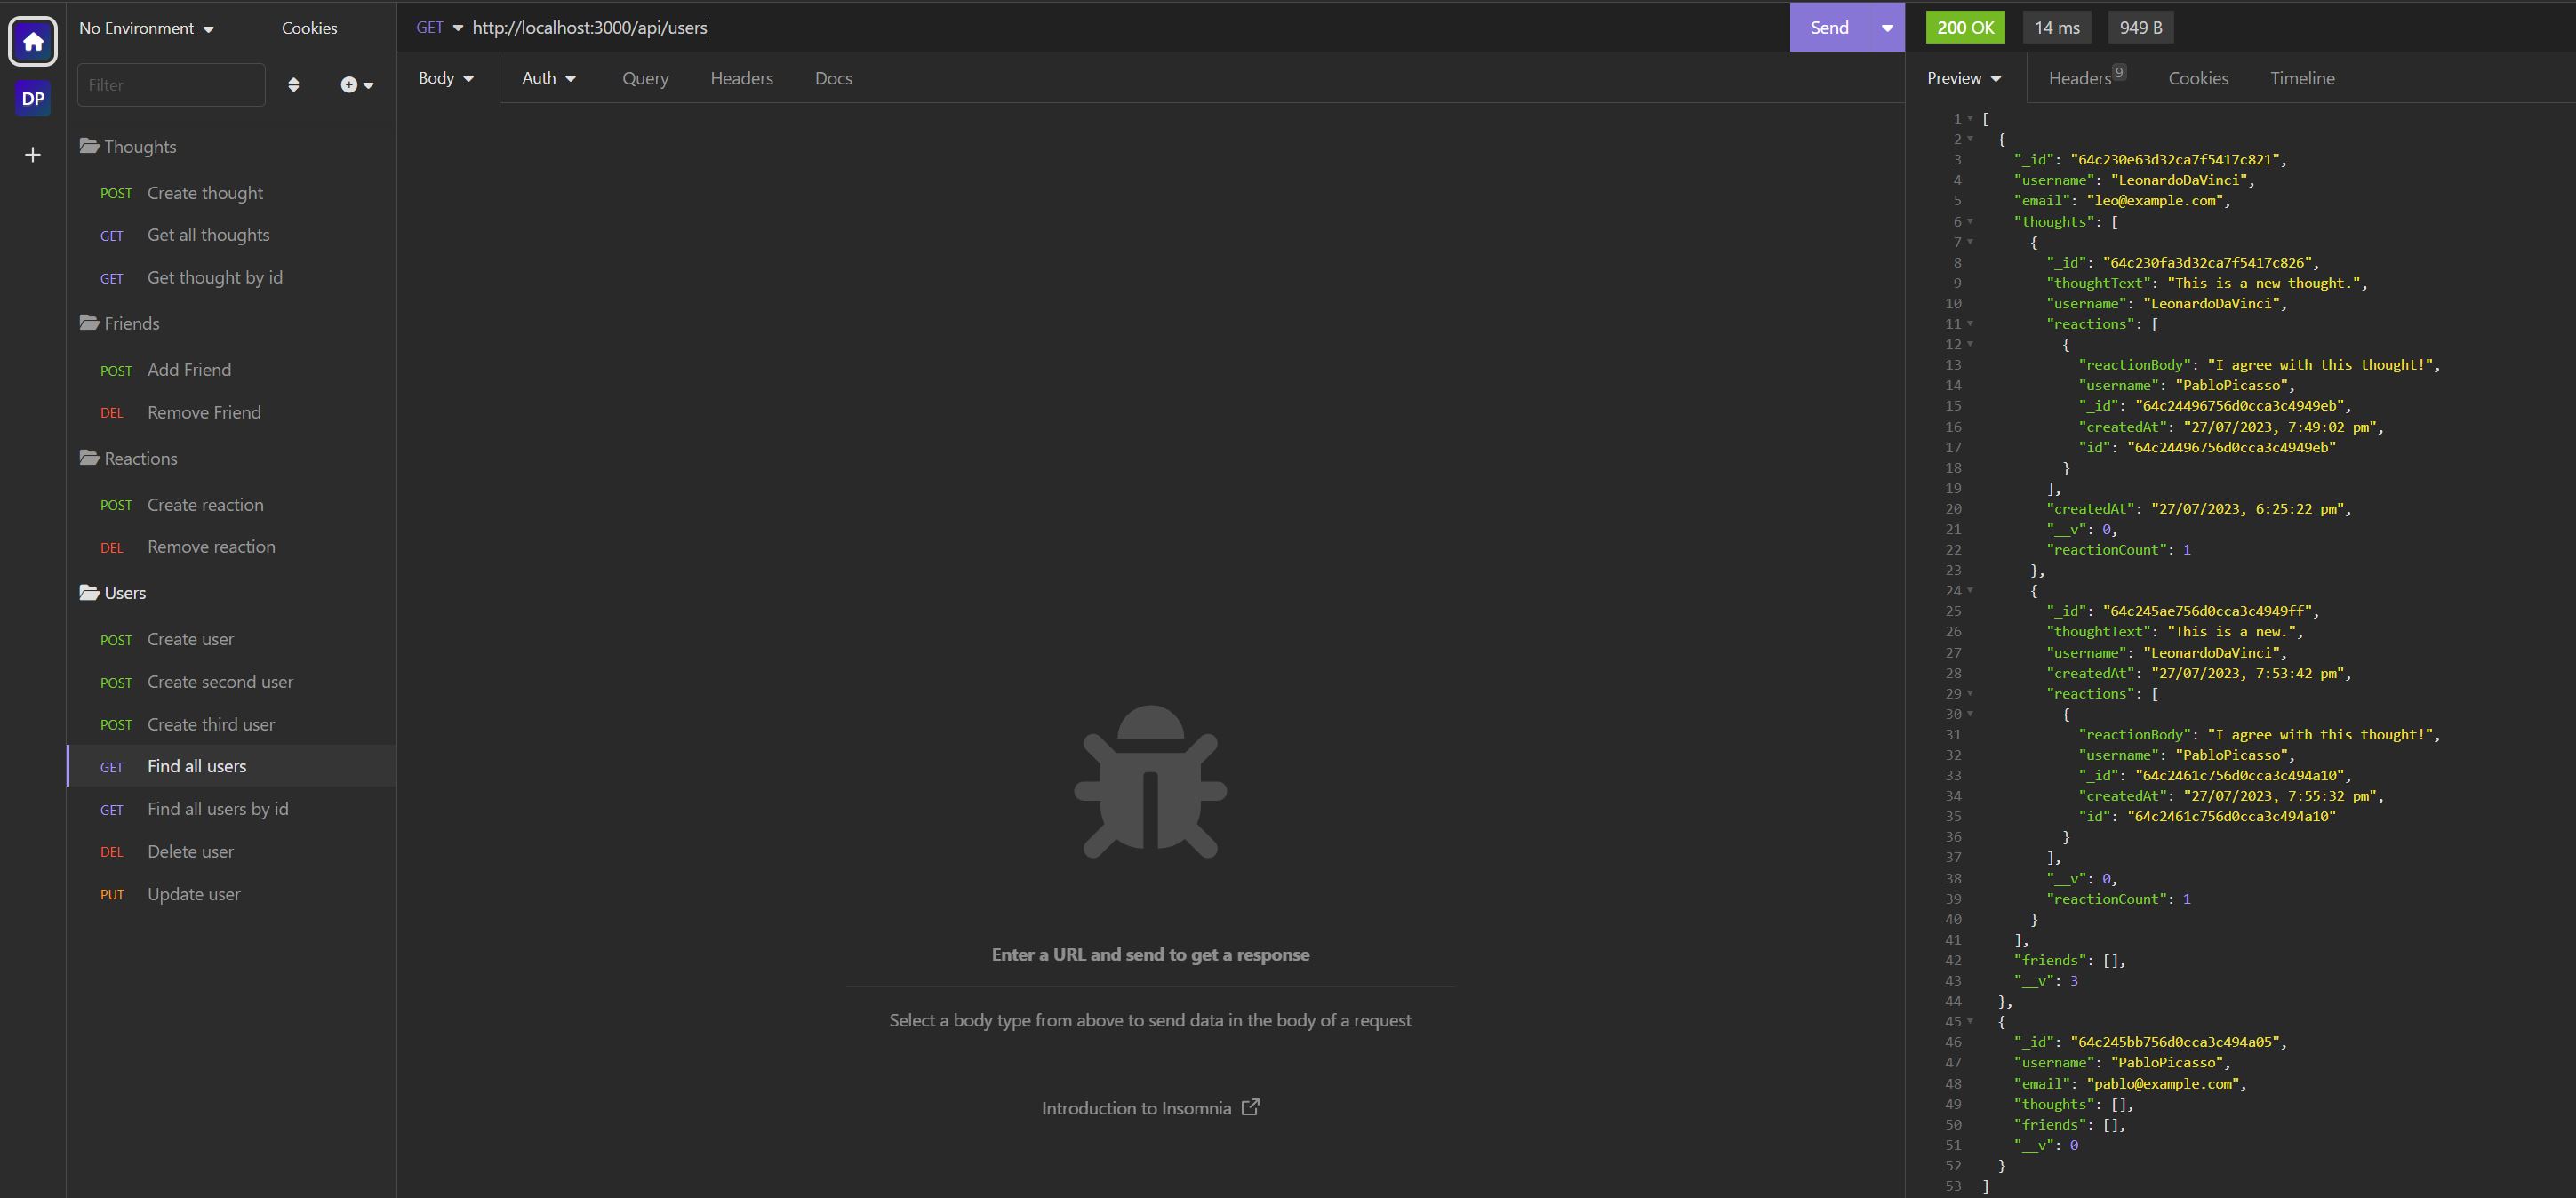 No Environment
Cookies
DP
Filter
Thoughts
POST Create thought
GET Get all thoughts
GET Get thought by id
Friends
POST Add Friend
DEL Remove Friend
Reactions
POST Create reaction
DEL Remove reaction
Users
POST Create user
POST Create second user
POST Create third user
GET Find all users
GET Find all users by id
DEL Delete user
PUT Update user
GET http://localhost:3000/api/users
Send
Body Auth Query Headers Docs
Enter a URL and send to get a response
Select a body type from above to send data in the body of a request
Introduction to Insomnia
200 OK 14 ms 949 B
Preview Headers 9 Cookies Timeline
1 [
2 {
3 "_id": "64c230e63d32ca7f5417c821",
4 "username": "LeonardoDaVinci",
5 "email": "leo@example.com",
6 "thoughts": [
7 {
8 "_id": "64c230fa3d32ca7f5417c826",
9 "thoughtText": "This is a new thought.",
10 "username": "LeonardoDaVinci",
11 "reactions": [
12 {
13 "reactionBody": "I agree with this thought!",
14 "username": "PabloPicasso",
15 "_id": "64c24496756d0cca3c4949eb",
16 "createdAt": "27/07/2023, 7:49:02 pm",
17 "id": "64c24496756d0cca3c4949eb"
18 }
19 ],
20 "createdAt": "27/07/2023, 6:25:22 pm",
21 "__v": 0,
22 "reactionCount": 1
23 },
24 {
25 "_id": "64c245ae756d0cca3c4949ff",
26 "thoughtText": "This is a new.",
27 "username": "LeonardoDaVinci",
28 "createdAt": "27/07/2023, 7:53:42 pm",
29 "reactions": [
30 {
31 "reactionBody": "I agree with this thought!",
32 "username": "PabloPicasso",
33 "_id": "64c2461c756d0cca3c494a10",
34 "createdAt": "27/07/2023, 7:55:32 pm",
35 "id": "64c2461c756d0cca3c494a10"
36 }
37 ],
38 "__v": 0,
39 "reactionCount": 1
40 }
41 ],
42 "friends": [],
43 "__v": 3
44 },
45 {
46 "_id": "64c245bb756d0cca3c494a05",
47 "username": "PabloPicasso",
48 "email": "pablo@example.com",
49 "thoughts": [],
50 "friends": [],
51 "__v": 0
52 }
53 ]